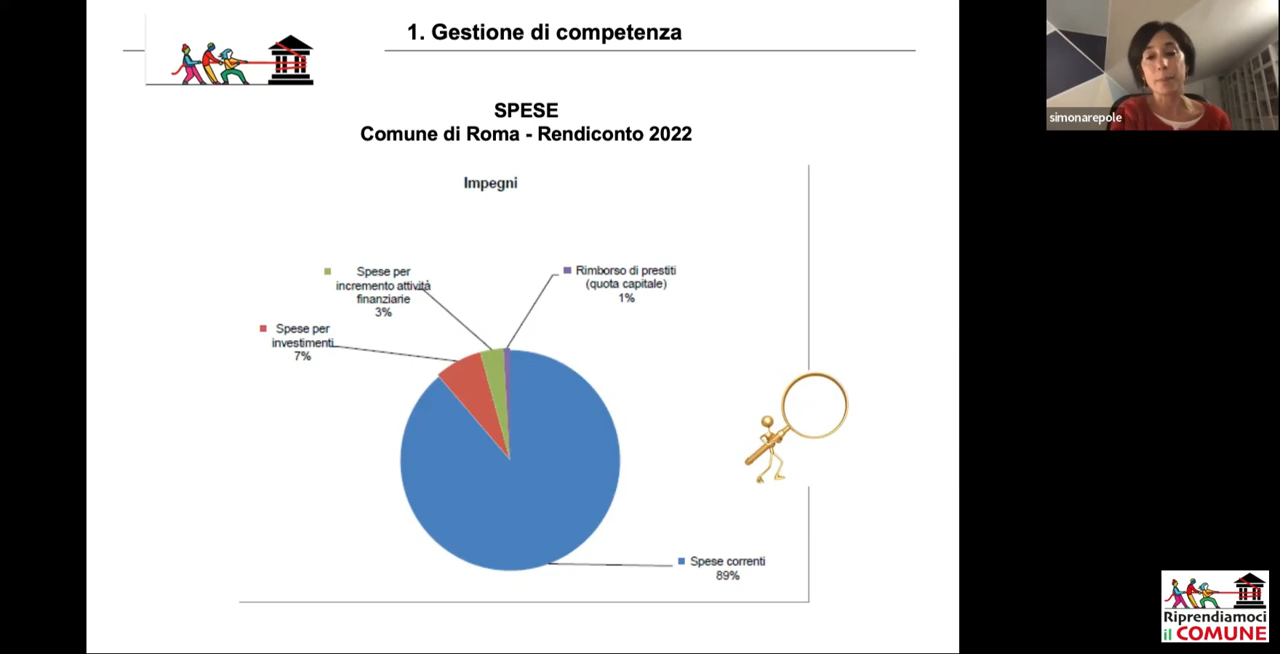 1. Gestione di competenza
simonarepole
SPESE
Comune di Roma - Rendiconto 2022
Impegni
Spese per
incremento attività
finanziarie
3%
Rimborso di prestiti
(quota capitale)
1%
Spese per
investimenti
7%
Spese correnti
89%
Riprendiamoci
il COMUNE